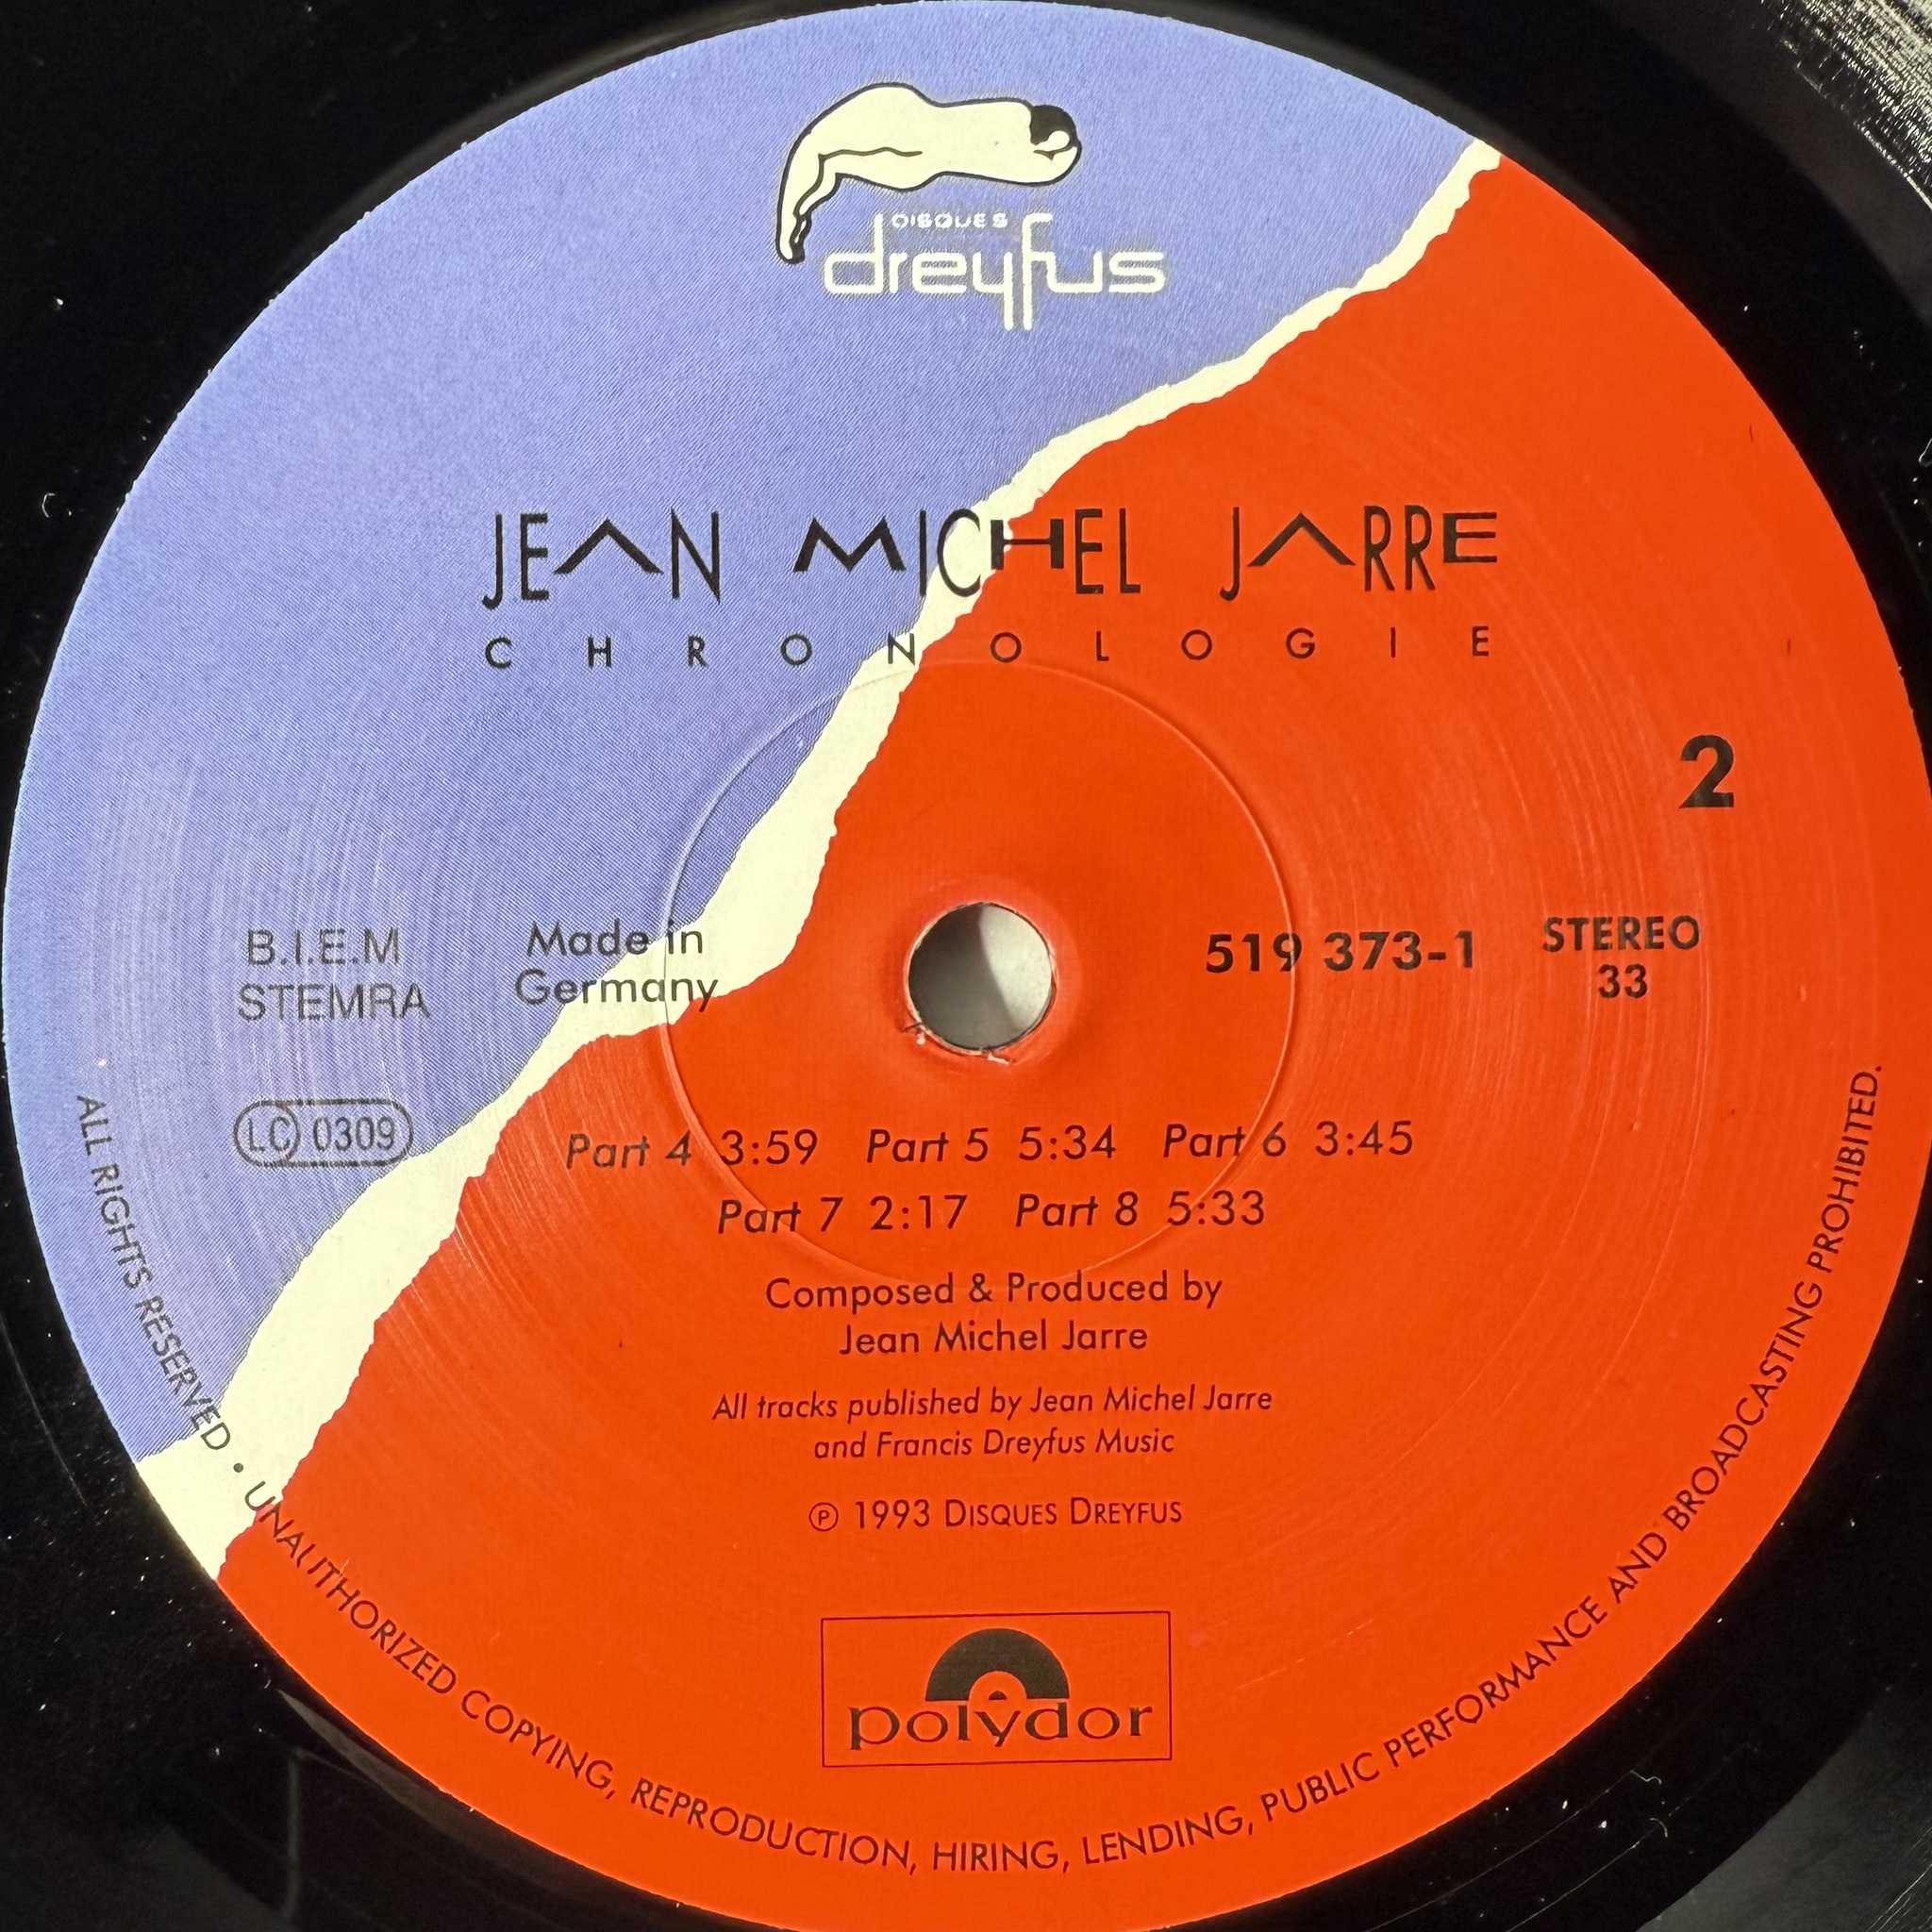 DISQUES
dreyfus
JEAN MICHEL JARRE
CHRONOLOGIE
2
B.I.E.M
STEMRA
Made in
Germany
519 373-1
STEREO
33
LC 0309
Part 4 3:59 Part 5 5:34 Part 6 3:45
Part 7 2:17 Part 8 5:33
Composed & Produced by
Jean Michel Jarre
All tracks published by Jean Michel Jarre
and Francis Dreyfus Music
℗ 1993 DISQUES DREYFUS
polydor
ALL RIGHTS RESERVED • UNAUTHORIZED COPYING, REPRODUCTION, HIRING, LENDING, PUBLIC PERFORMANCE AND BROADCASTING PROHIBITED.